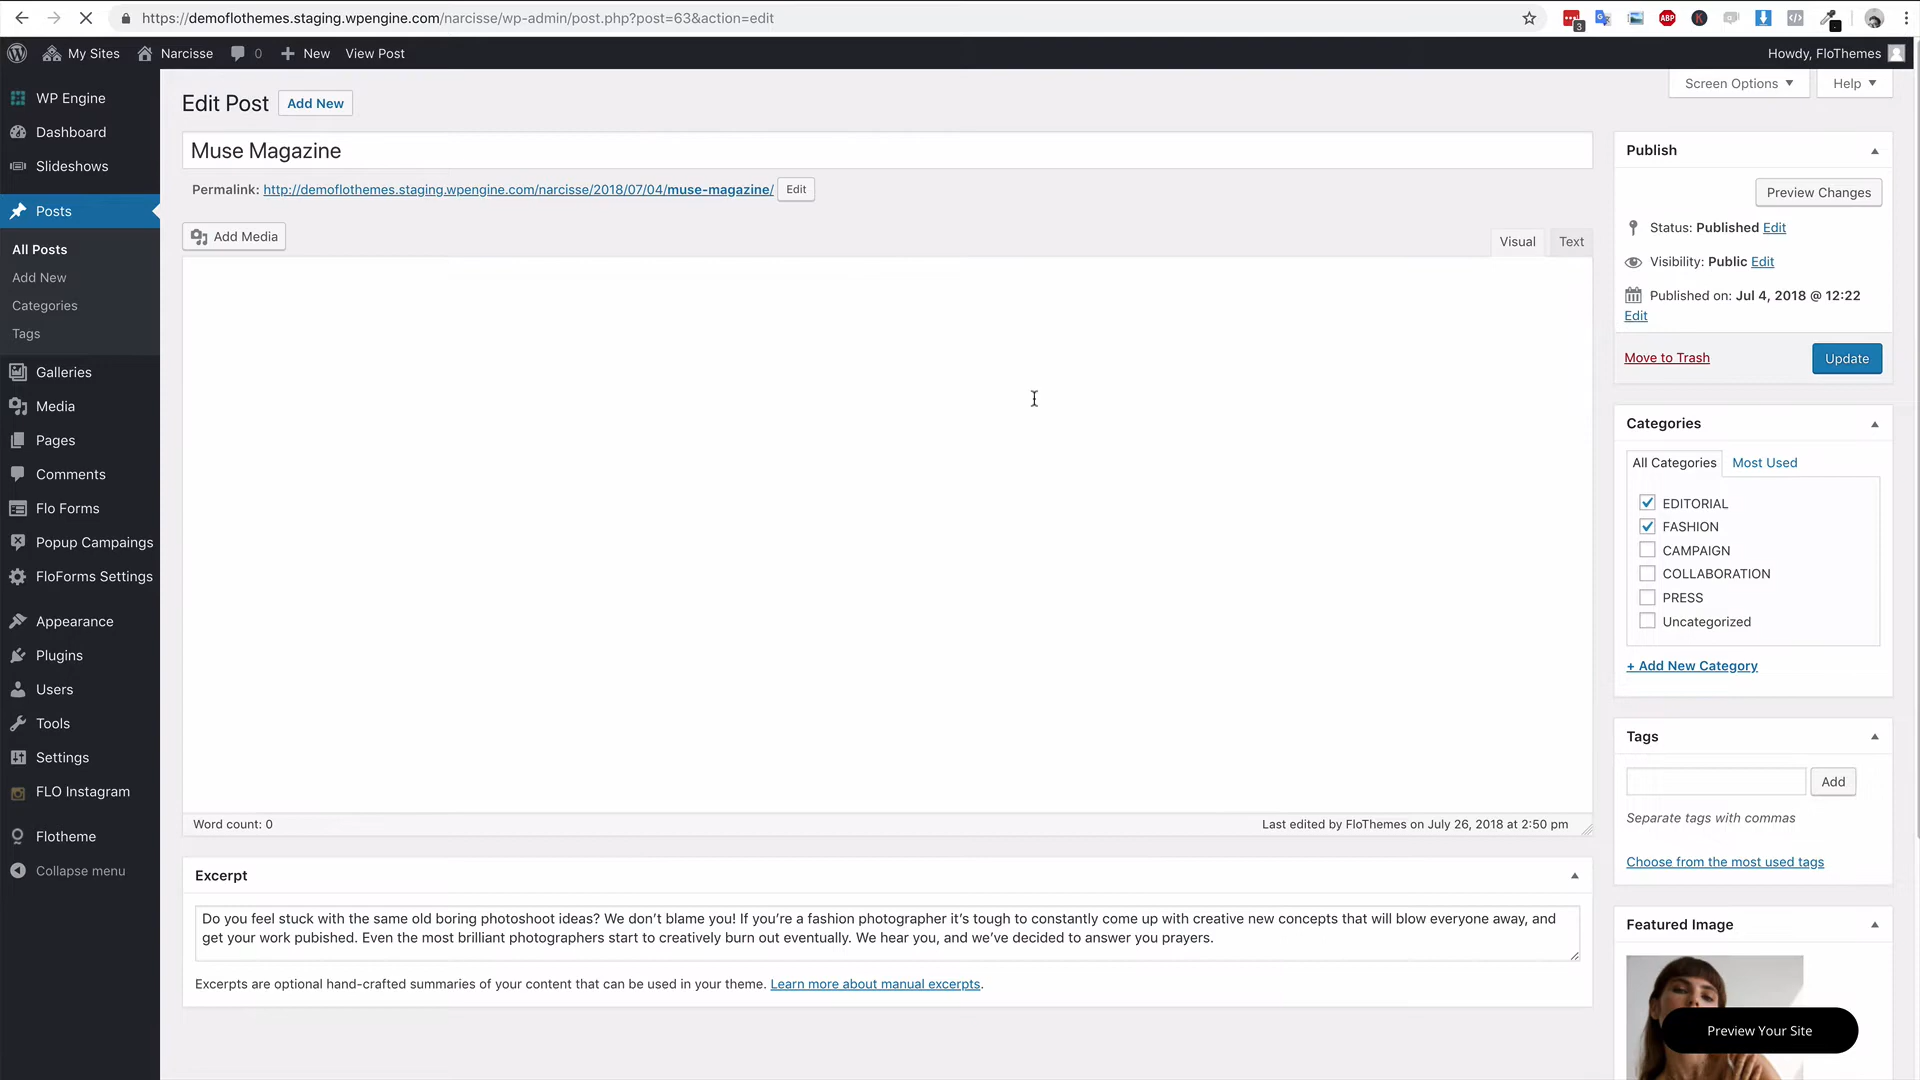 https://demoflothemes.staging.wpengine.com/narcisse/wp-admin/post.php?post=63&action=edit
ABP
K
3
My Sites
Narcisse
0
New
View Post
Howdy, FloThemes
WP Engine
Dashboard
Slideshows
Posts
All Posts
Add New
Categories
Tags
Galleries
Media
Pages
Comments
Flo Forms
Popup Campaings
FloForms Settings
Appearance
Plugins
Users
Tools
Settings
FLO Instagram
Flotheme
Collapse menu
Screen Options
Help
Edit Post
Add New
Muse Magazine
Permalink: http://demoflothemes.staging.wpengine.com/narcisse/2018/07/04/muse-magazine/ Edit
Add Media
Visual
Text
Word count: 0
Last edited by FloThemes on July 26, 2018 at 2:50 pm
Excerpt
Do you feel stuck with the same old boring photoshoot ideas? We don't blame you! If you're a fashion photographer it's tough to constantly come up with creative new concepts that will blow everyone away, and
get your work pubished. Even the most brilliant photographers start to creatively burn out eventually. We hear you, and we've decided to answer you prayers.
Excerpts are optional hand-crafted summaries of your content that can be used in your theme. Learn more about manual excerpts.
Publish
Preview Changes
Status: Published Edit
Visibility: Public Edit
Published on: Jul 4, 2018 @ 12:22
Edit
Move to Trash
Update
Categories
All Categories
Most Used
EDITORIAL
FASHION
CAMPAIGN
COLLABORATION
PRESS
Uncategorized
+ Add New Category
Tags
Add
Separate tags with commas
Choose from the most used tags
Featured Image
Preview Your Site